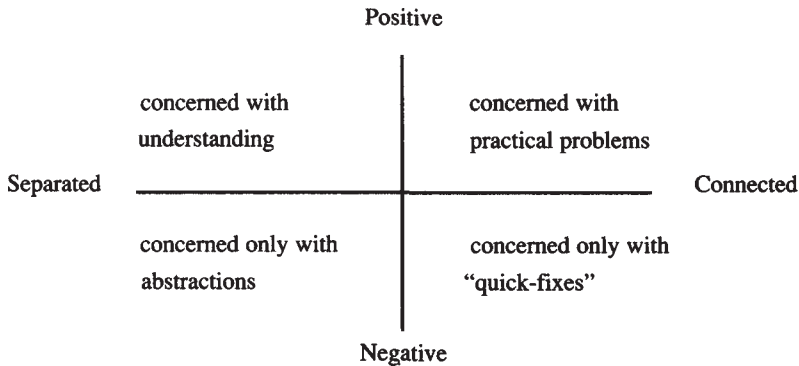 Positive
concerned with
understanding
concerned with
practical problems
Separated
Connected
concerned only with
abstractions
concerned only with
“quick-fixes”
Negative